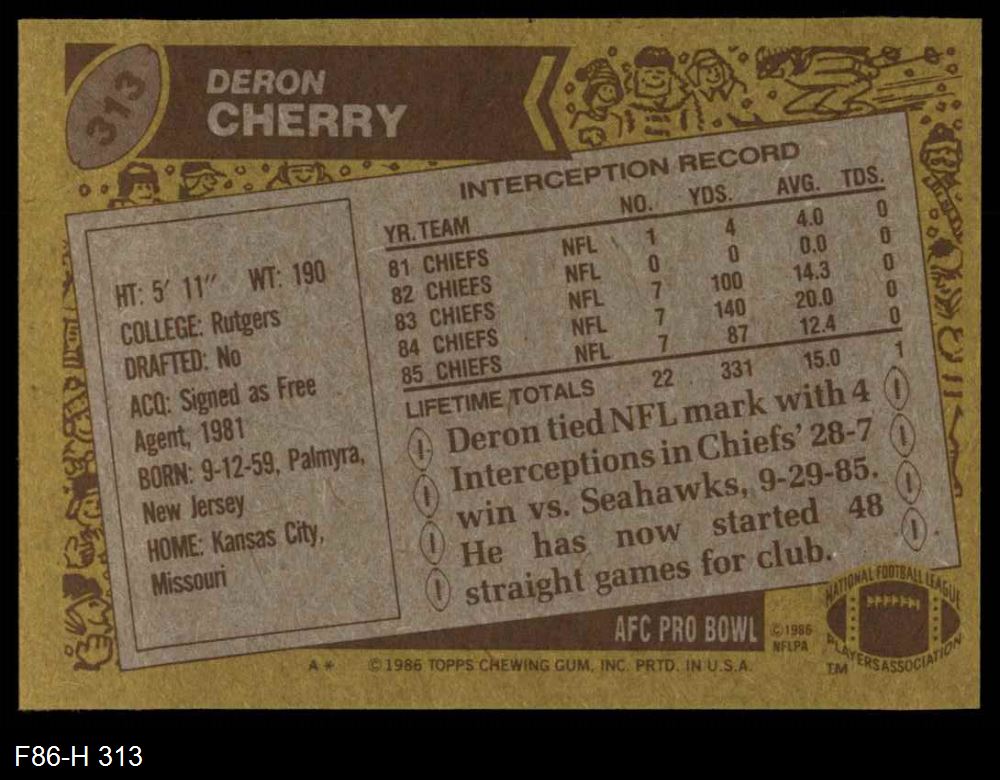 313
DERON
CHERRY
INTERCEPTION RECORD
YR. TEAM NO. YDS. AVG. TDS.
81 CHIEFS NFL 1 4 4.0 0
82 CHIEFS NFL 0 0 0.0 0
83 CHIEFS NFL 7 100 14.3 0
84 CHIEFS NFL 7 140 20.0 0
85 CHIEFS NFL 7 87 12.4 0
LIFETIME TOTALS 22 331 15.0 1
HT: 5' 11" WT: 190
COLLEGE: Rutgers
DRAFTED: No
ACQ: Signed as Free
Agent, 1981
BORN: 9-12-59, Palmyra,
New Jersey
HOME: Kansas City,
Missouri
Deron tied NFL mark with 4
Interceptions in Chiefs' 28-7
win vs. Seahawks, 9-29-85.
He has now started 48
straight games for club.
AFC PRO BOWL
©1986
NFLPA
NATIONAL FOOTBALL LEAGUE
PLAYERS ASSOCIATION
TM
A* ©1986 TOPPS CHEWING GUM, INC. PRTD. IN U.S.A.
F86-H 313